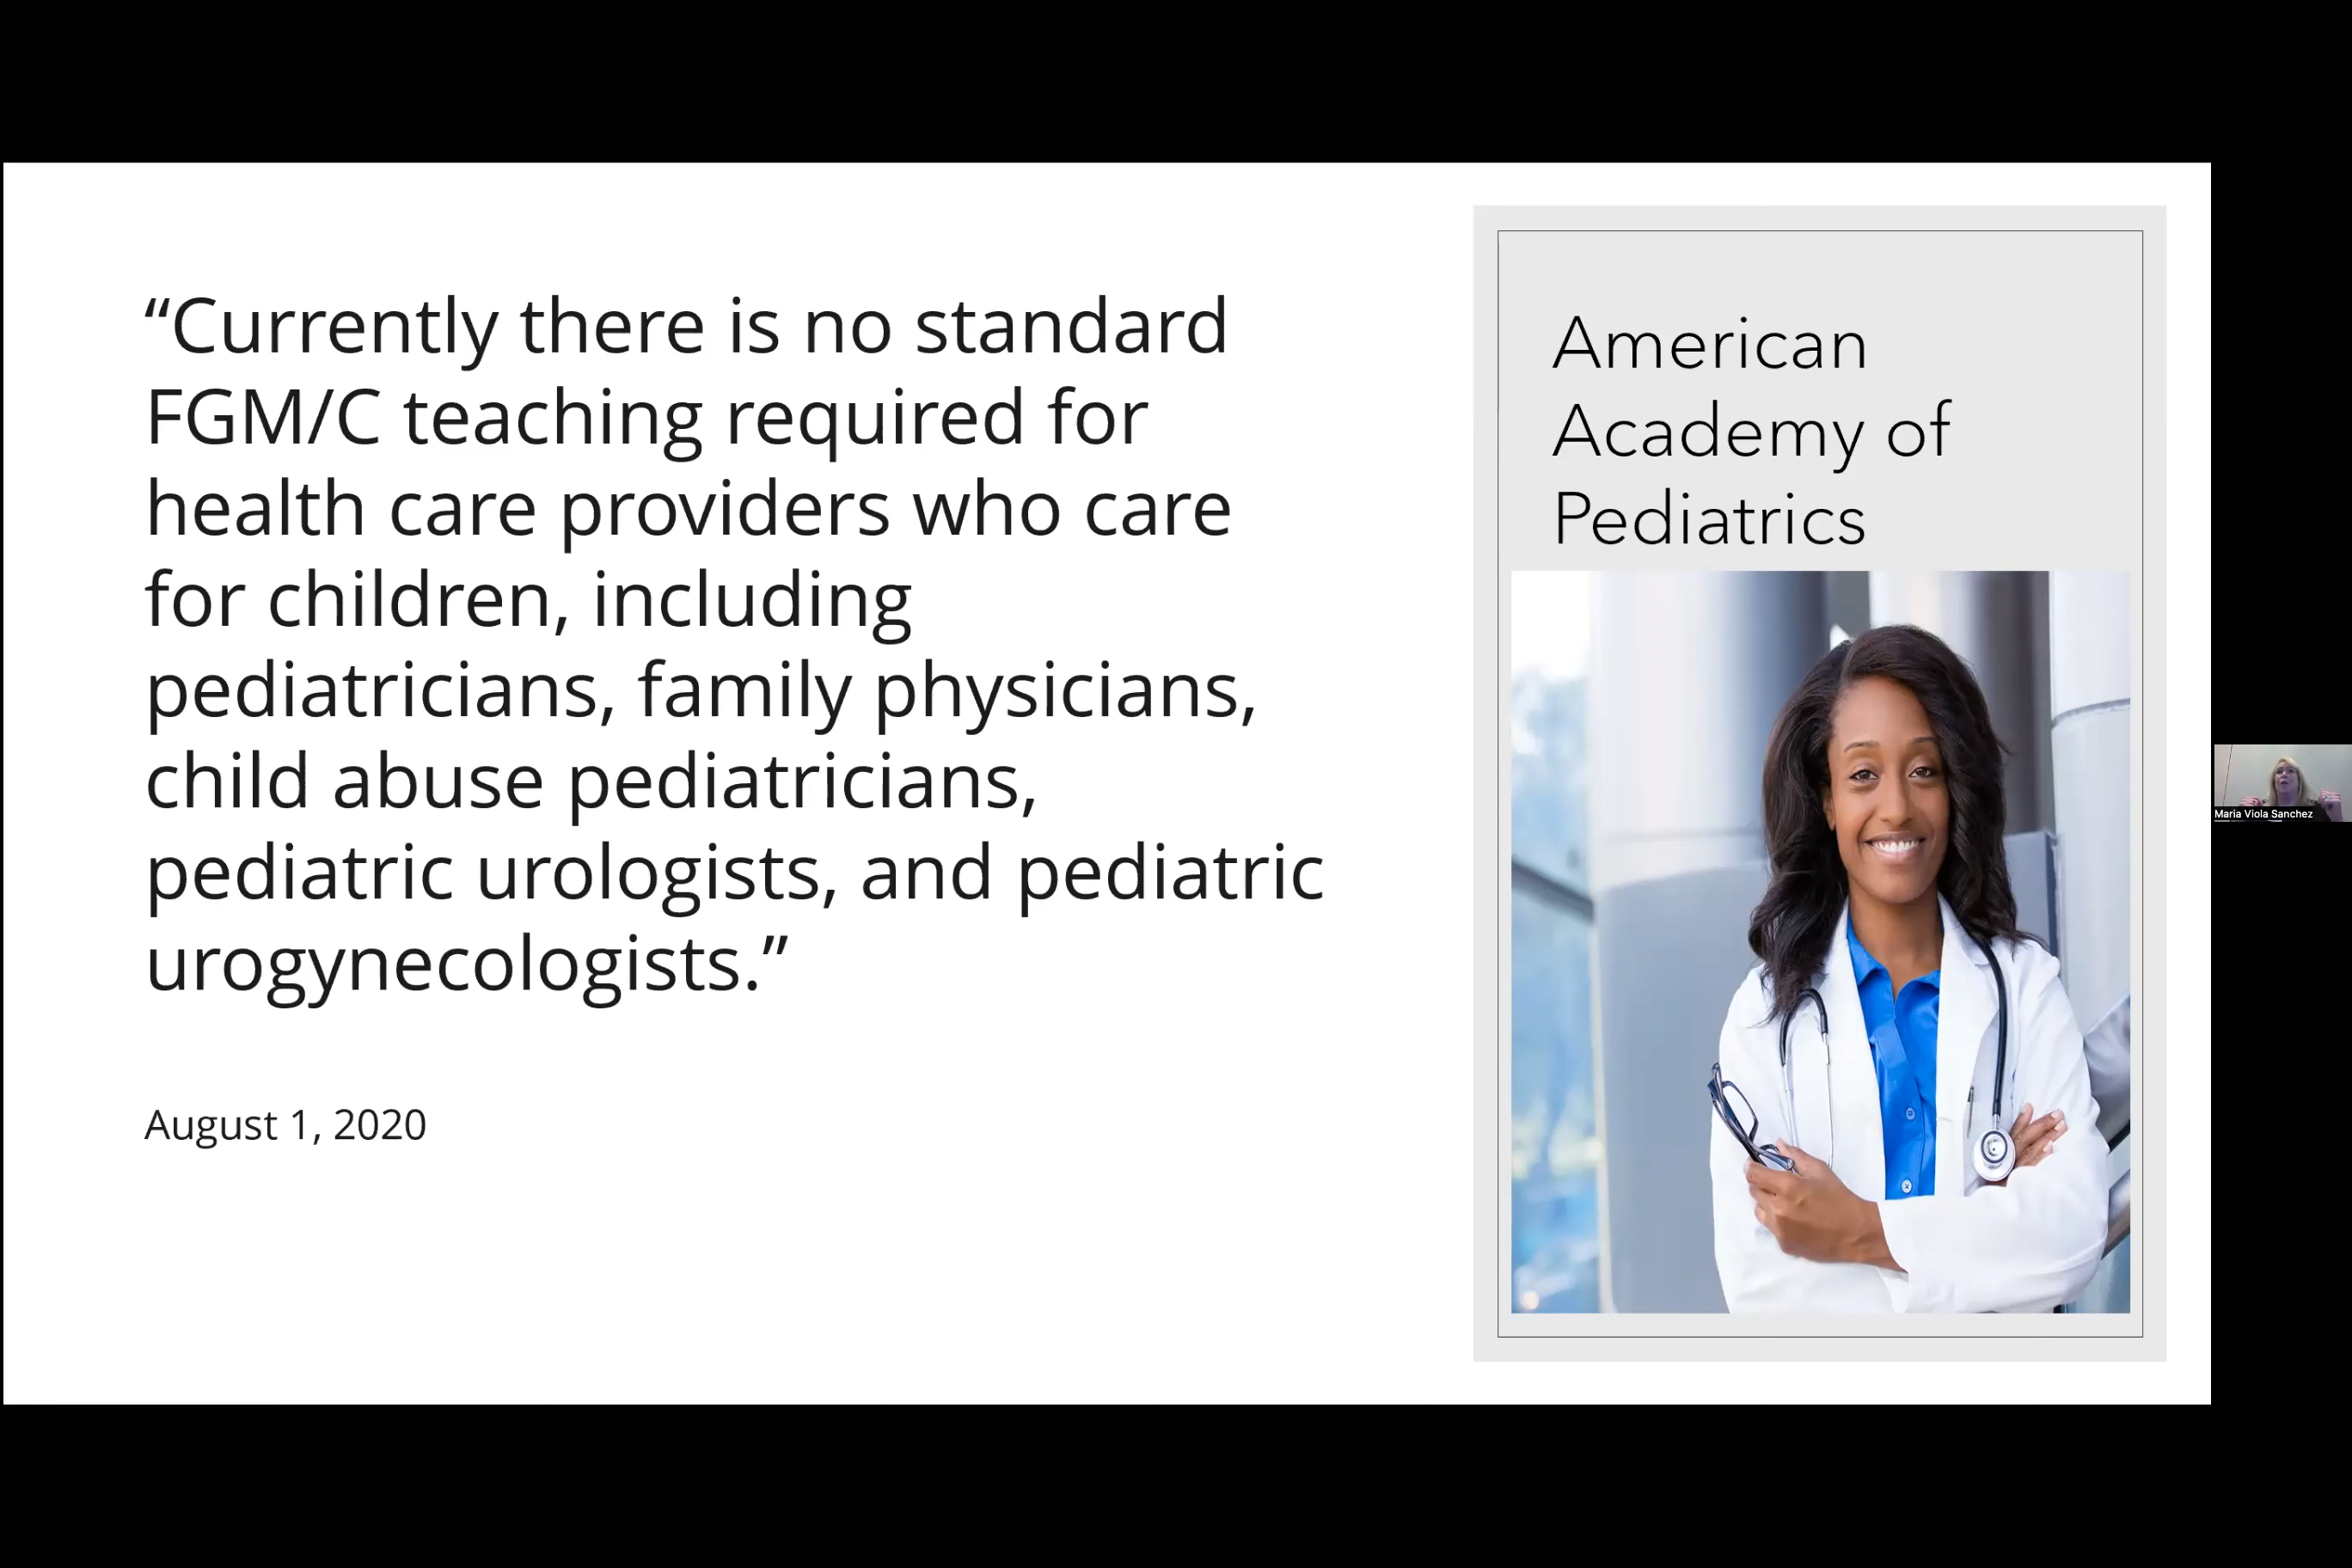 “Currently there is no standard
FGM/C teaching required for
health care providers who care
for children, including
pediatricians, family physicians,
child abuse pediatricians,
pediatric urologists, and pediatric
urogynecologists.”
August 1, 2020
American
Academy of
Pediatrics
Maria Viola Sanchez